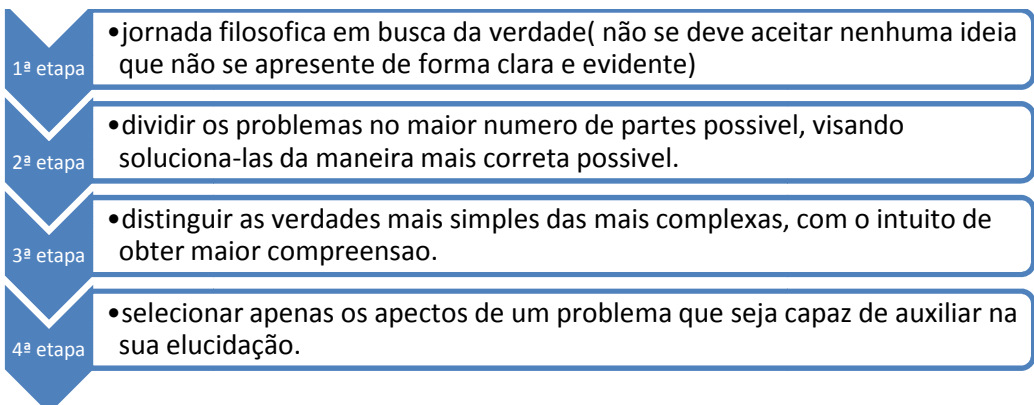 1ª etapa
•jornada filosofica em busca da verdade( não se deve aceitar nenhuma ideia
que não se apresente de forma clara e evidente)
2ª etapa
•dividir os problemas no maior numero de partes possivel, visando
soluciona-las da maneira mais correta possivel.
3ª etapa
•distinguir as verdades mais simples das mais complexas, com o intuito de
obter maior compreensao.
4ª etapa
•selecionar apenas os apectos de um problema que seja capaz de auxiliar na
sua elucidação.